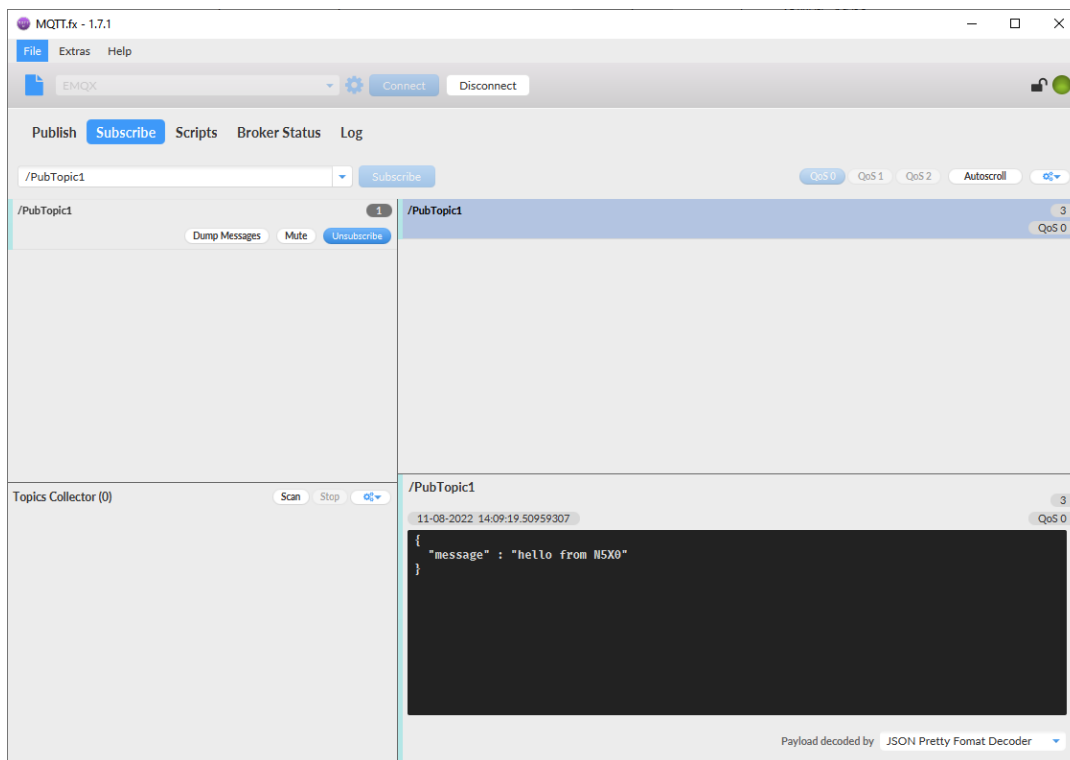 MQTT.fx - 1.7.1
File Extras Help
EMQX Connect Disconnect
Publish Subscribe Scripts Broker Status Log
/PubTopic1 Subscribe QoS 0 QoS 1 QoS 2 Autoscroll
/PubTopic1 1
Dump Messages Mute Unsubscribe
/PubTopic1 3
QoS 0
Topics Collector (0) Scan Stop
/PubTopic1
3
11-08-2022 14:09:19.50959307 QoS 0
{
"message" : "hello from N5X0"
}
Payload decoded by JSON Pretty Fomat Decoder